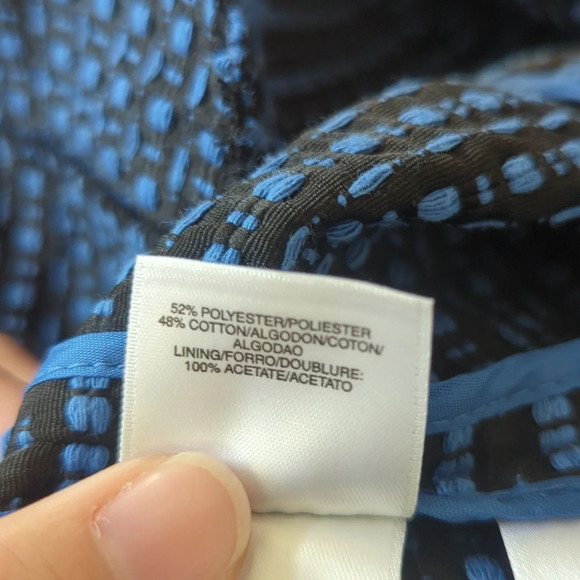 52% POLYESTER/POLIESTER
48% COTTON/ALGODON/COTON/
ALGODAO
LINING/FORRO/DOUBLURE:
100% ACETATE/ACETATO